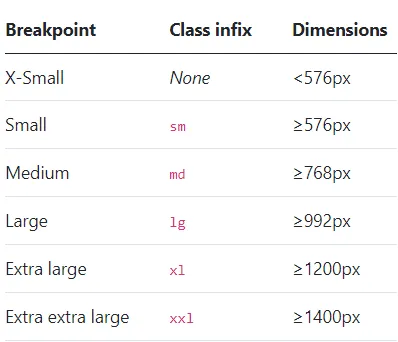 Breakpoint Class infix Dimensions
X-Small None <576px
Small sm ≥576px
Medium md ≥768px
Large lg ≥992px
Extra large xl ≥1200px
Extra extra large xxl ≥1400px